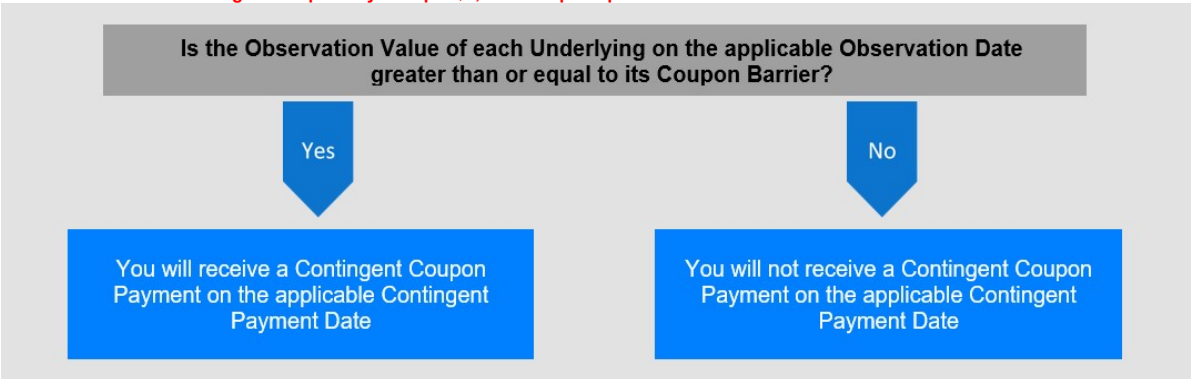 Is the Observation Value of each Underlying on the applicable Observation Date
greater than or equal to its Coupon Barrier?
Yes
No
You will receive a Contingent Coupon
Payment on the applicable Contingent
Payment Date
You will not receive a Contingent Coupon
Payment on the applicable Contingent
Payment Date